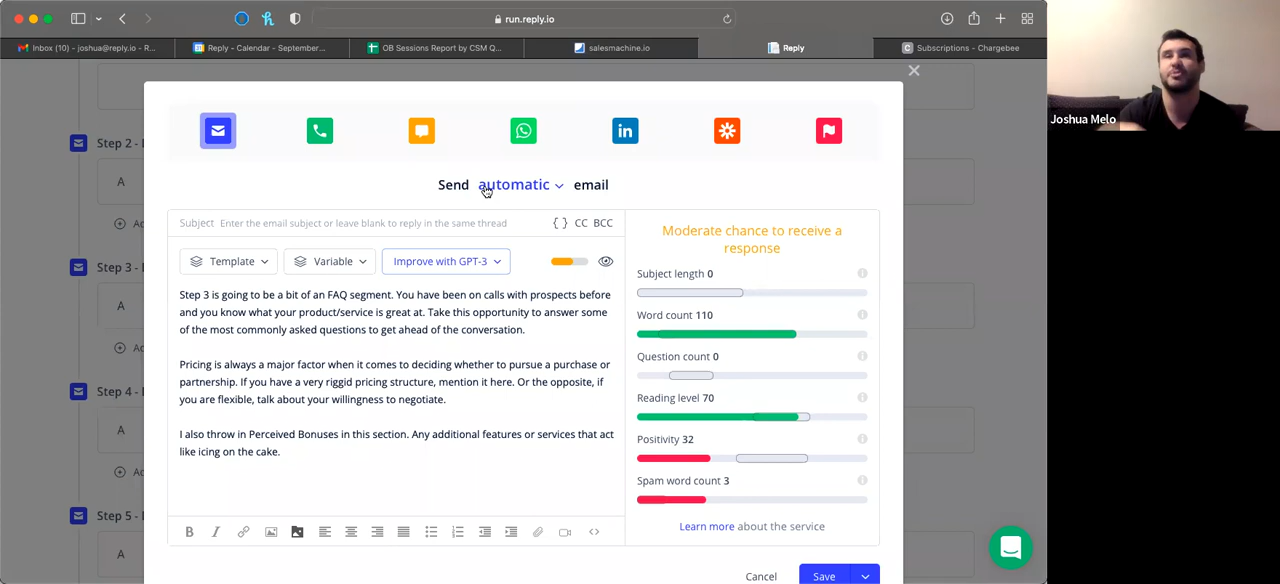 run.reply.io
Inbox (10) - joshua@reply.io - R...
Reply - Calendar - September...
OB Sessions Report by CSM Q...
salesmachine.io
Reply
Subscriptions - Chargebee
Joshua Melo
Send automatic email
Subject Enter the email subject or leave blank to reply in the same thread
{ } CC BCC
Template
Variable
Improve with GPT-3
Step 3 is going to be a bit of an FAQ segment. You have been on calls with prospects before
and you know what your product/service is great at. Take this opportunity to answer some
of the most commonly asked questions to get ahead of the conversation.
Pricing is always a major factor when it comes to deciding whether to pursue a purchase or
partnership. If you have a very riggid pricing structure, mention it here. Or the opposite, if
you are flexible, talk about your willingness to negotiate.
I also throw in Perceived Bonuses in this section. Any additional features or services that act
like icing on the cake.
B I
Moderate chance to receive a
response
Subject length 0
Word count 110
Question count 0
Reading level 70
Positivity 32
Spam word count 3
Learn more about the service
Cancel
Save
Step 2 -
A
Step 3 -
A
Step 4 -
A
Step 5 -
A